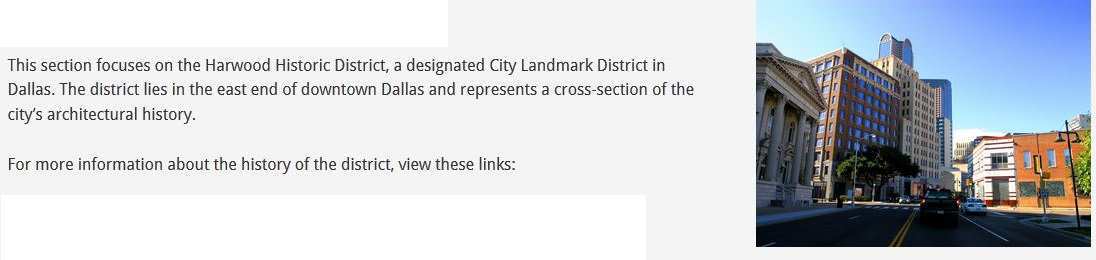 This section focuses on the Harwood Historic District, a designated City Landmark District in
Dallas. The district lies in the east end of downtown Dallas and represents a cross-section of the
city’s architectural history.
For more information about the history of the district, view these links: